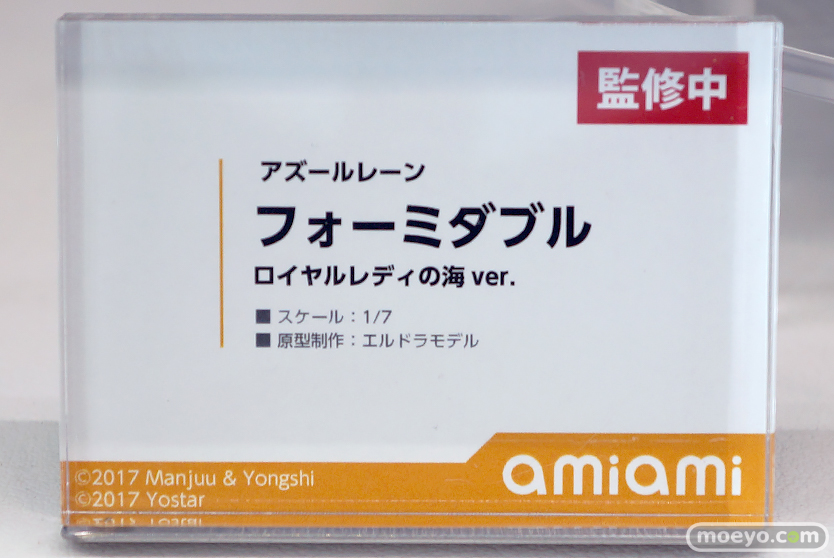 監修中
アズールレーン
フォーミダブル
ロイヤルレディの海 ver.
■ スケール：1/7
■ 原型制作：エルドラモデル
©2017 Manjuu & Yongshi
©2017 Yostar
amiami
moeyo.com